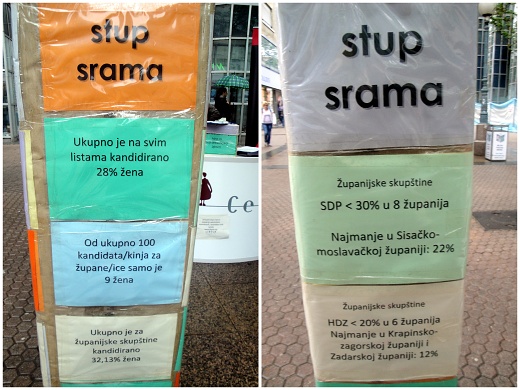 stup
srama
Ukupno je na svim
listama kandidirano
28% žena
Od ukupno 100
kandidata/kinja za
župane/ice samo je
9 žena
Ukupno je za
županijske skupštine
kandidirano
32,13% žena
Ce
stup
srama
Županijske skupštine
SDP < 30% u 8 županija
Najmanje u Sisačko-
moslavačkoj županiji: 22%
Županijske skupštine
HDZ < 20% u 6 županija
Najmanje u Krapinsko-
zagorskoj županiji i
Zadarskoj županiji: 12%